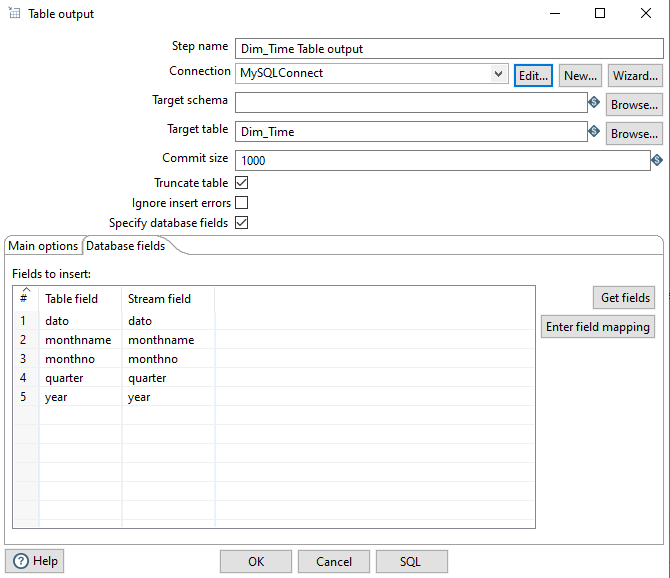 Table output
Step name Dim_Time Table output
Connection MySQLConnect Edit... New... Wizard...
Target schema Browse...
Target table Dim_Time Browse...
Commit size 1000
Truncate table
Ignore insert errors
Specify database fields
Main options Database fields
Fields to insert:
# Table field Stream field
Get fields
1 dato dato
Enter field mapping
2 monthname monthname
3 monthno monthno
4 quarter quarter
5 year year
Help OK Cancel SQL